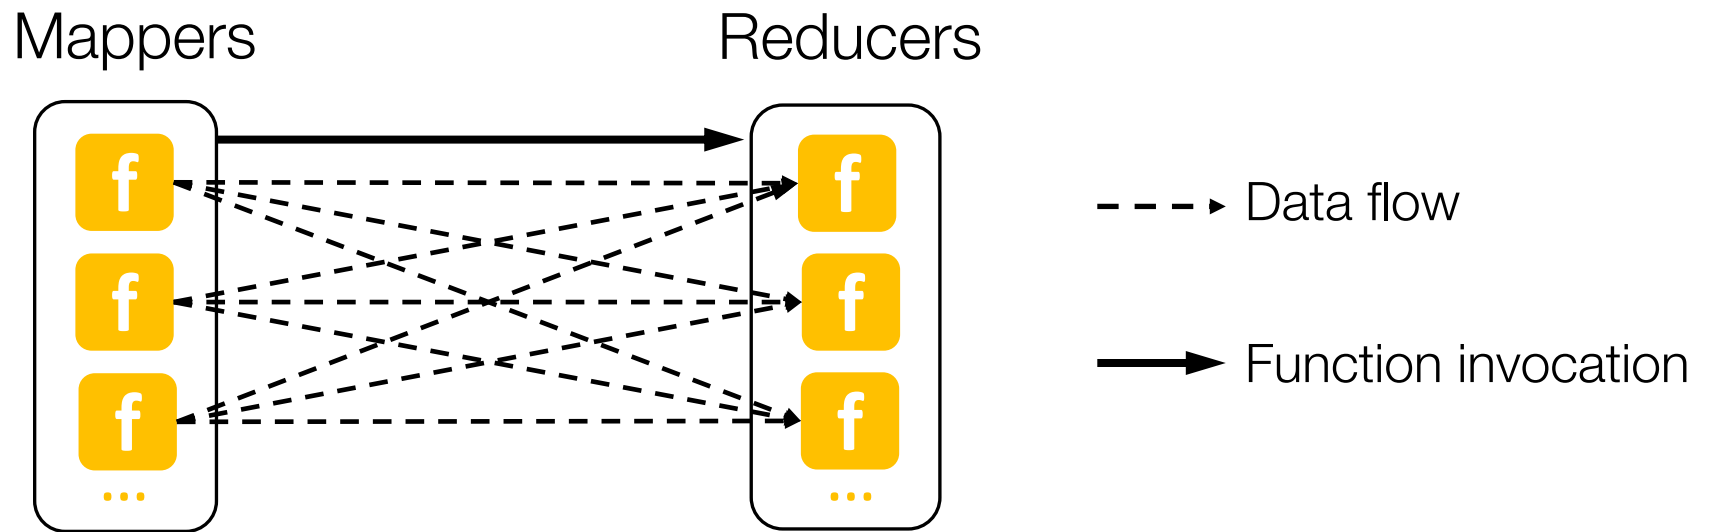 Mappers
Reducers
f
f
f
...
f
f
f
...
Data flow
Function invocation